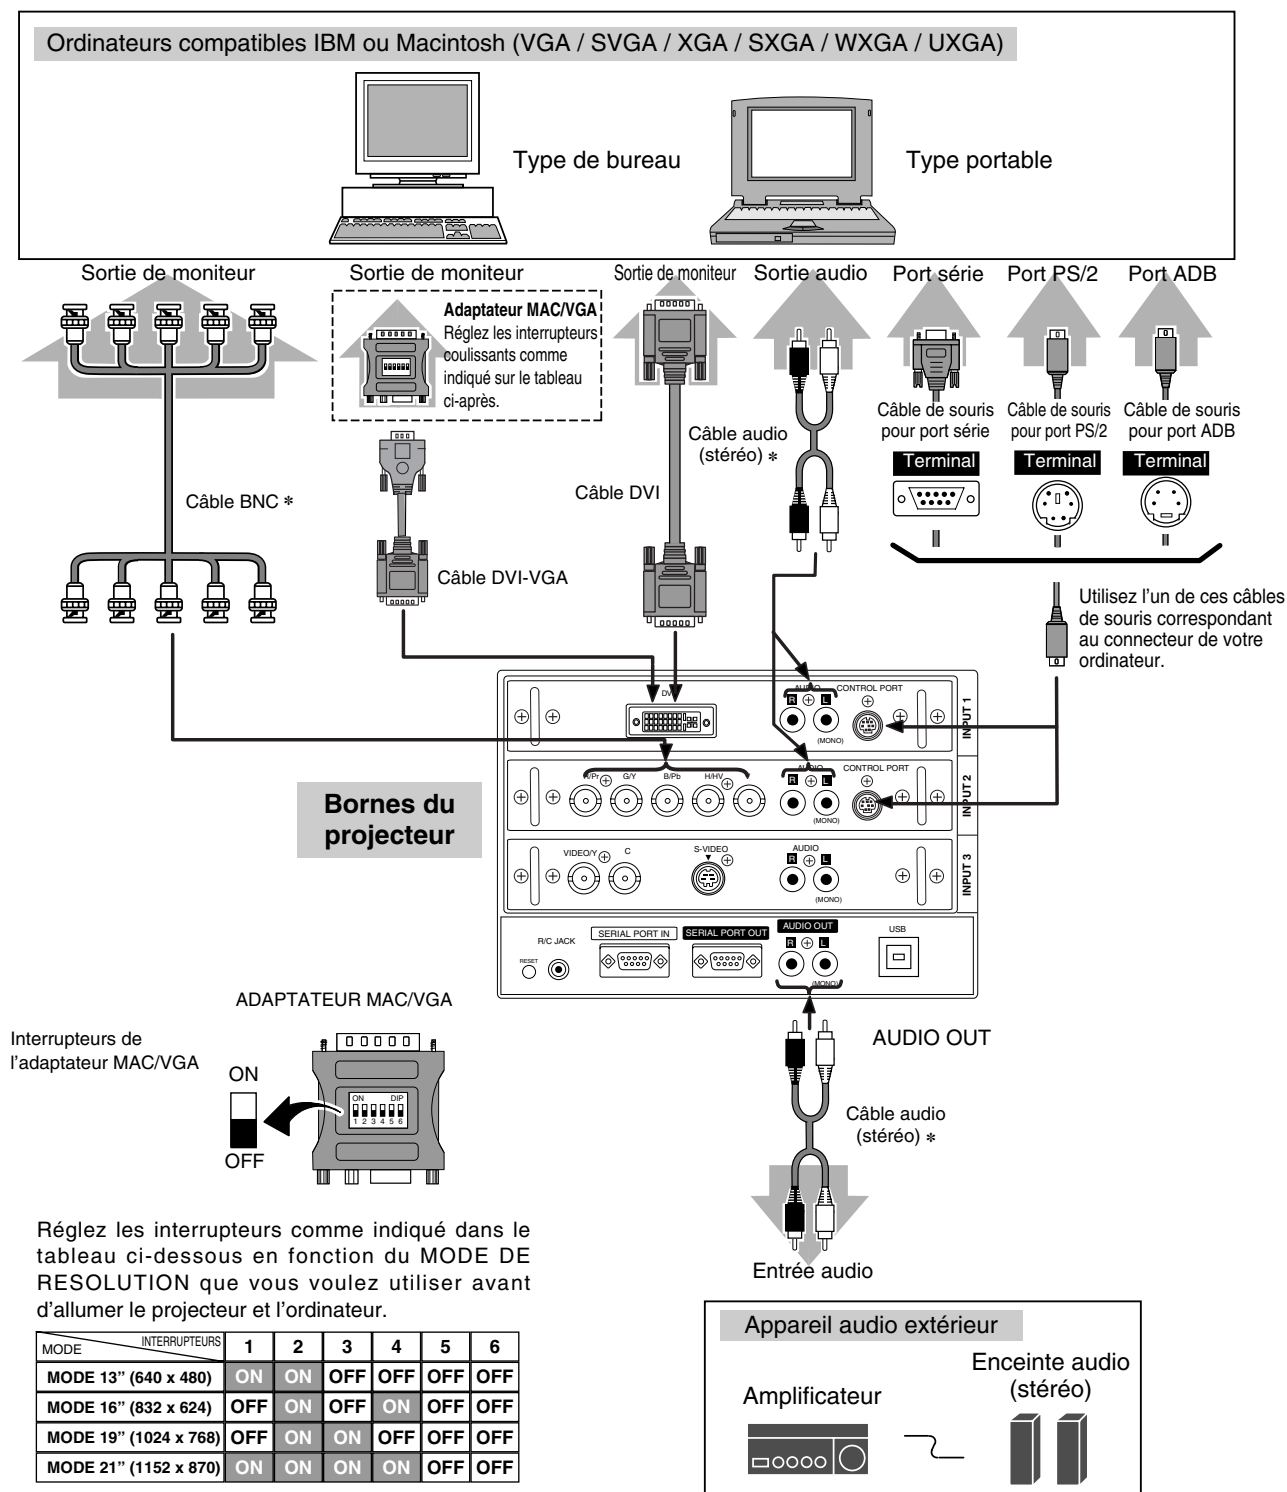 Ordinateurs compatibles IBM ou Macintosh (VGA / SVGA / XGA / SXGA / WXGA / UXGA)
Type de bureau
Type portable
Sortie de moniteur
Sortie de moniteur
Sortie de moniteur
Sortie audio
Port série
Port PS/2
Port ADB
Adaptateur MAC/VGA
Réglez les interrupteurs
coulissants comme
indiqué sur le tableau
ci-après.
Câble audio
(stéréo) *
Câble de souris
pour port série
Câble de souris
pour port PS/2
Câble de souris
pour port ADB
Terminal
Terminal
Terminal
Câble BNC *
Câble DVI
Câble DVI-VGA
Utilisez l'un de ces câbles
de souris correspondant
au connecteur de votre
ordinateur.
Bornes du
projecteur
AUDIO
CONTROL PORT
R
L
(MONO)
INPUT 1
G/Y
B/Pb
H/HV
AUDIO
CONTROL PORT
R
L
(MONO)
INPUT 2
VIDEO/Y
C
S-VIDEO
AUDIO
R
L
(MONO)
INPUT 3
R/C JACK
RESET
SERIAL PORT IN
SERIAL PORT OUT
AUDIO OUT
R
L
(MONO)
USB
ADAPTATEUR MAC/VGA
Interrupteurs de
l'adaptateur MAC/VGA
ON
OFF
ON DIP
1 2 3 4 5 6
AUDIO OUT
Câble audio
(stéréo) *
Entrée audio
Réglez les interrupteurs comme indiqué dans le
tableau ci-dessous en fonction du MODE DE
RESOLUTION que vous voulez utiliser avant
d'allumer le projecteur et l'ordinateur.
MODE INTERRUPTEURS 1 2 3 4 5 6
MODE 13" (640 x 480) ON ON OFF OFF OFF OFF
MODE 16" (832 x 624) OFF ON OFF ON OFF OFF
MODE 19" (1024 x 768) OFF ON ON OFF OFF OFF
MODE 21" (1152 x 870) ON ON ON ON OFF OFF
Appareil audio extérieur
Amplificateur
Enceinte audio
(stéréo)